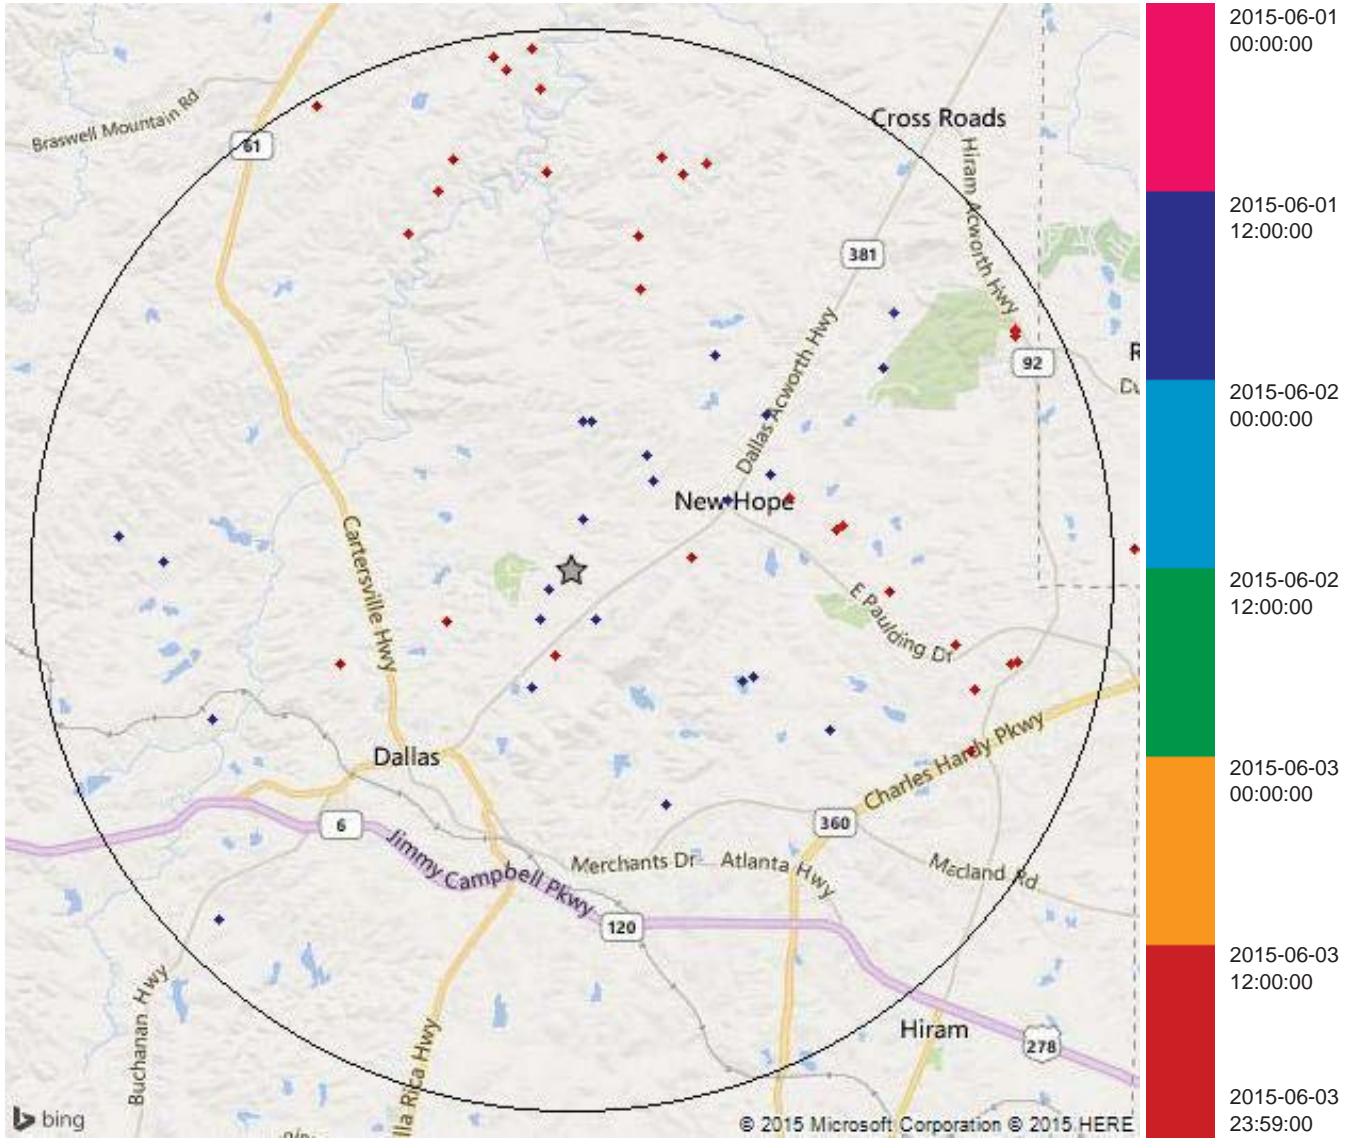 Braswell Mountain Rd
61
Cross Roads
Hiram Acworth Hwy
381
92
Dallas Acworth Hwy
New Hope
Cartersville Hwy
E Paulding Dr
Dallas
Charles Hardy Pkwy
6
360
Jimmy Campbell Pkwy
Merchants Dr
Atlanta Hwy
Macland Rd
120
Buchanan Hwy
lla Rica Hwy
Hiram
278
bing
© 2015 Microsoft Corporation © 2015 HERE
2015-06-01
00:00:00
2015-06-01
12:00:00
2015-06-02
00:00:00
2015-06-02
12:00:00
2015-06-03
00:00:00
2015-06-03
12:00:00
2015-06-03
23:59:00